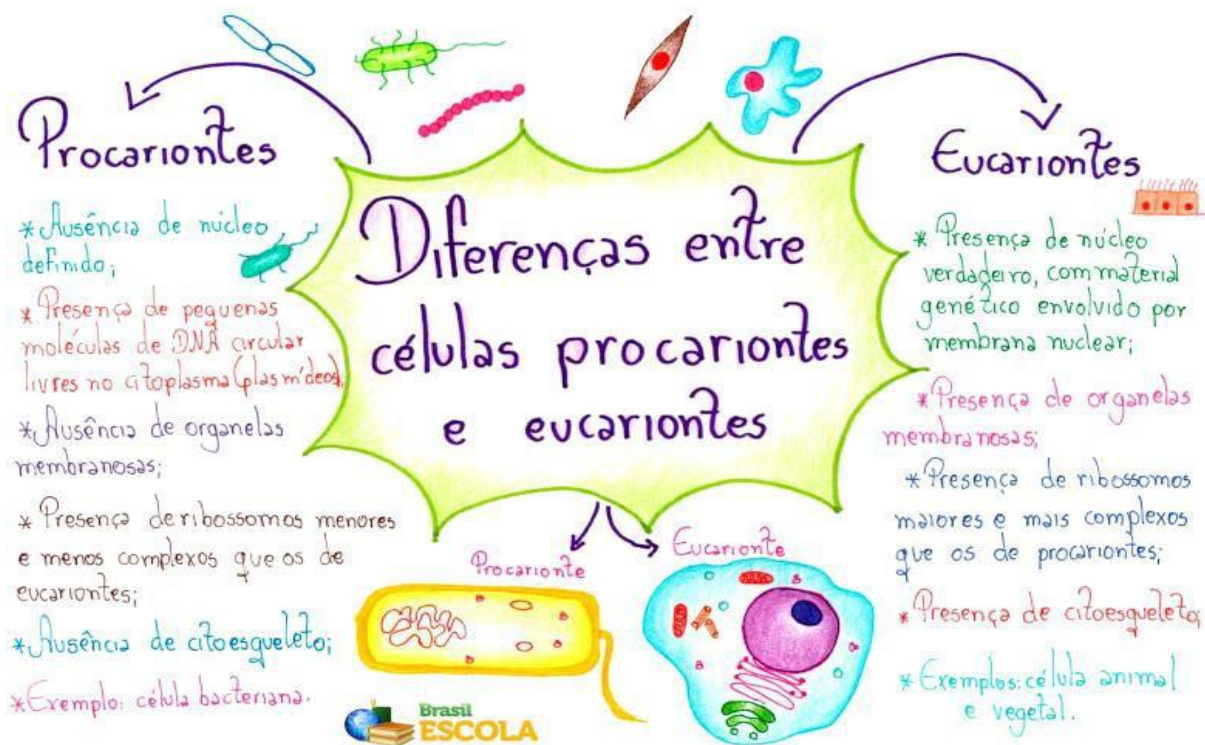 Procariontes
*Ausência de núcleo
definido;
*Presença de pequenas
moléculas de DNA circular
livres no citoplasma (plasmídeos);
*Ausência de organelas
membranosas;
*Presença de ribossomos menores
e menos complexos que os de
eucariontes;
*Ausência de citoesqueleto;
*Exemplo: célula bacteriana.
Diferenças entre
células procariontes
e eucariontes
Procarionte
Eucarionte
Brasil
ESCOLA
Eucariontes
*Presença de núcleo
verdadeiro, com material
genético envolvido por
membrana nuclear;
*Presença de organelas
membranosas;
*Presença de ribossomos
maiores e mais complexos
que os de procariontes;
*Presença de citoesqueleto;
*Exemplos: célula animal
e vegetal.